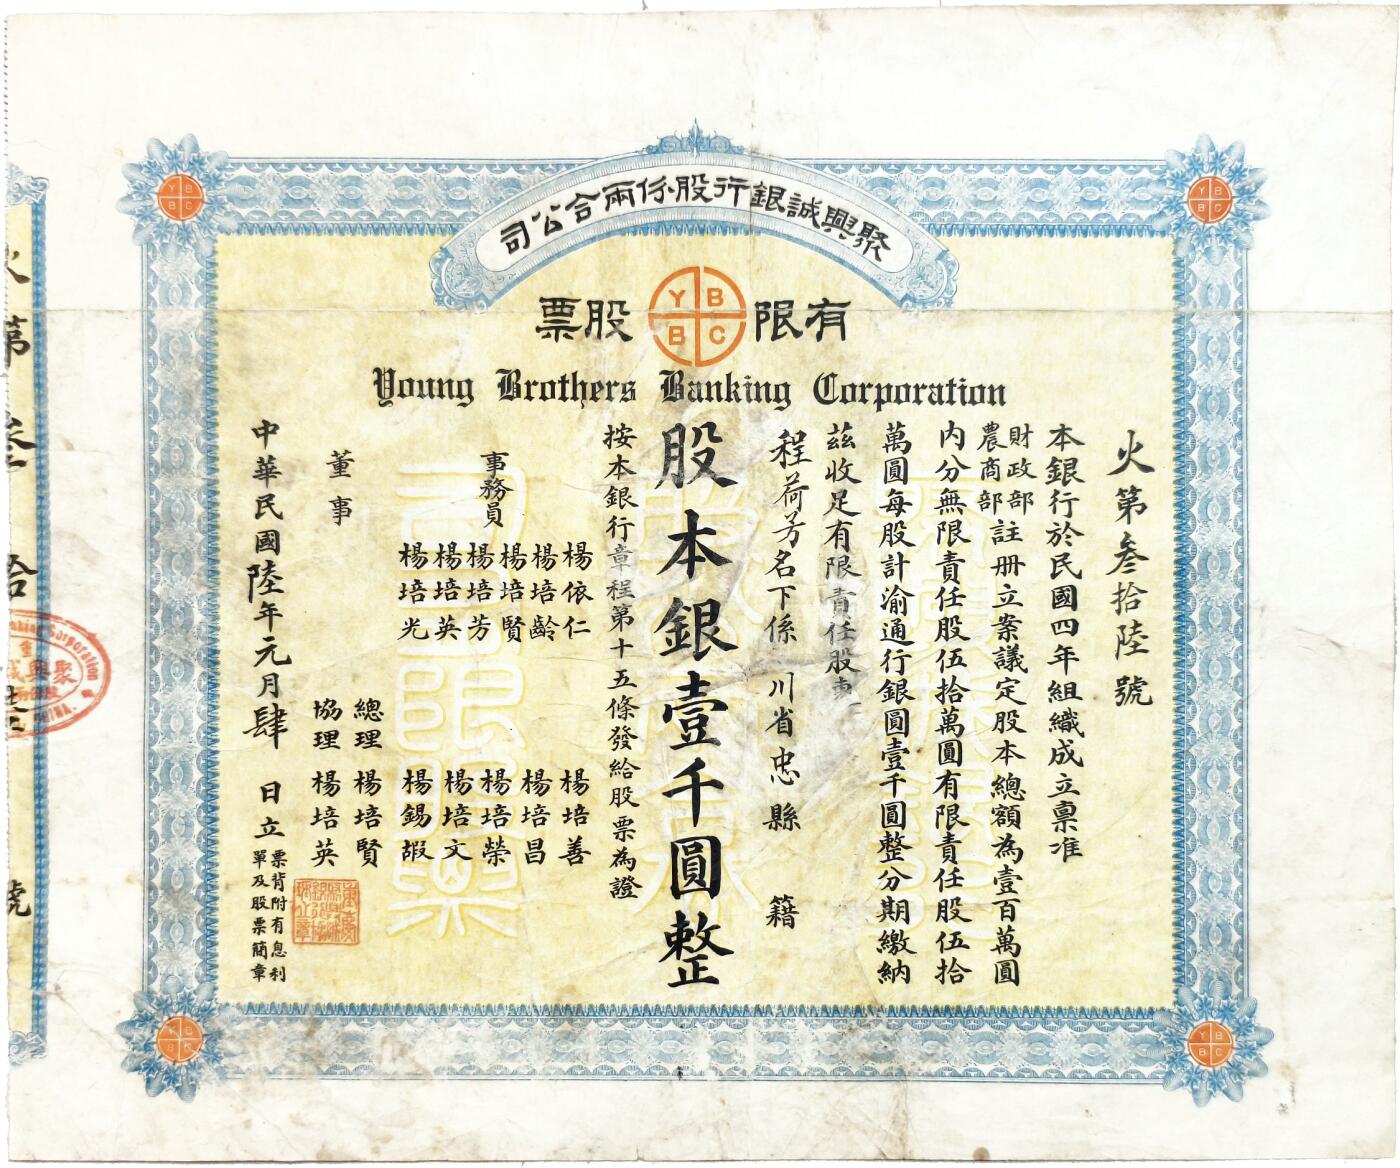 聚興誠銀行股份兩合公司
有限股票
Y B
B C
Young Brothers Banking Corporation
火第叁拾陸號
本銀行於民國四年組織成立稟准
財政部
農商部
註冊立案議定股本總額為壹百萬圓
內分無限責任股伍拾萬圓有限責任股伍拾
萬圓每股計渝通行銀圓壹千圓整分期繳納
茲收足有限責任股東
程荷芳名下係 川省忠縣 籍
股本銀壹千圓整
按本銀行章程第十五條發給股票為證
事務員
楊依仁
楊培齡
楊培賢
楊培芳
楊培英
楊培光
董事
楊培善
楊培昌
楊培榮
楊培文
楊錫嘏
總理 楊培賢
協理 楊培英
中華民國陸年元月肆日立
票背附有息利
單及股票簡章
Y B
B C
Y B
B C
Y B
B C
Y B
B C
火第叁拾號